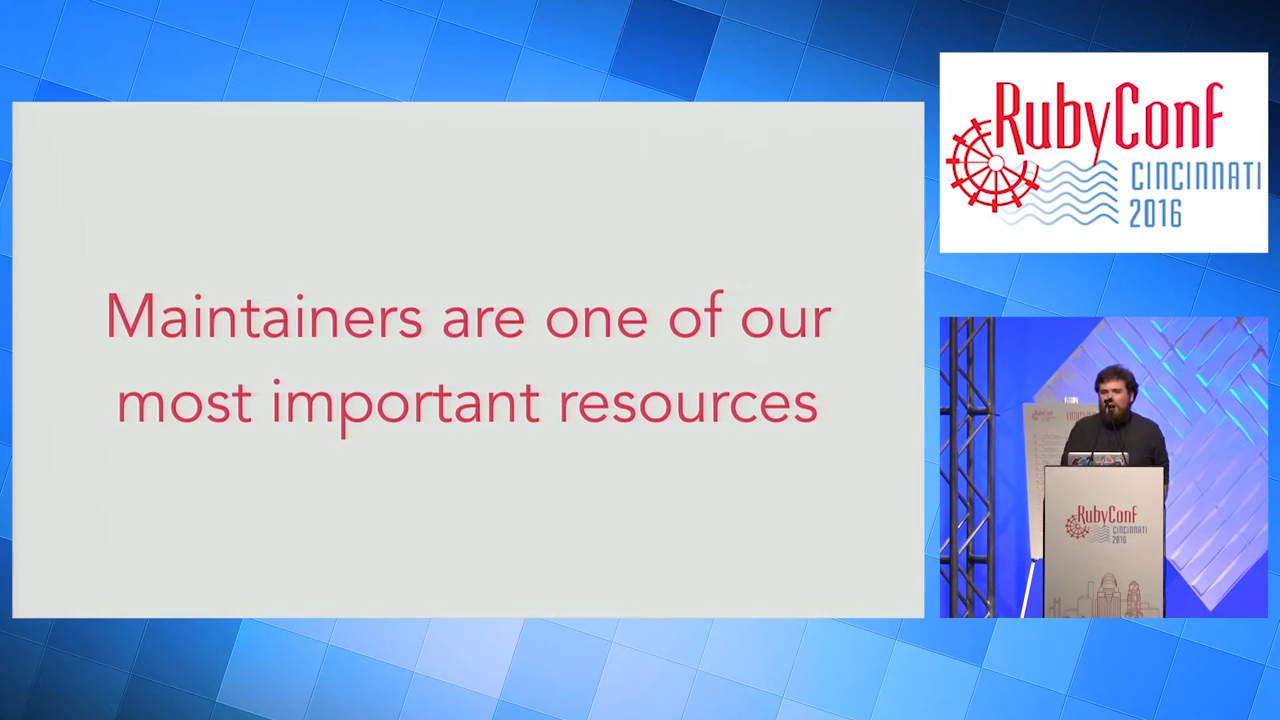 Maintainers are one of our
most important resources
RubyConf
CINCINNATI
2016
RubyConf
CINCINNATI
2016